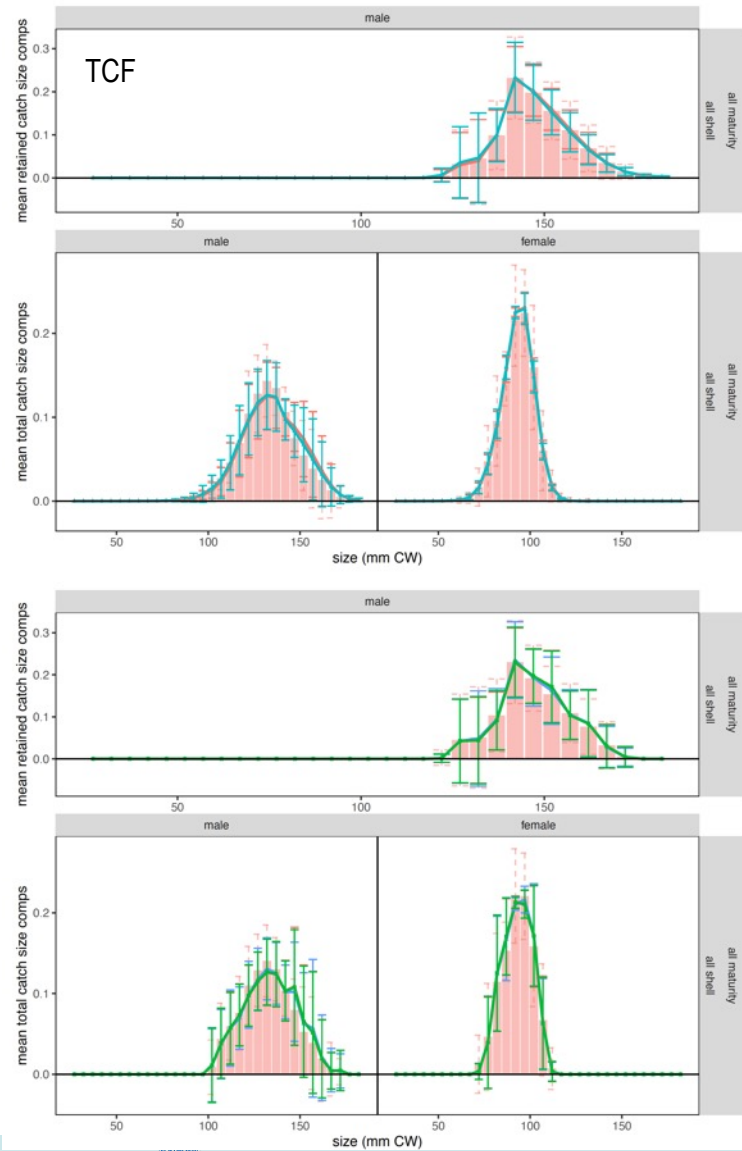 male
TCF
mean retained catch size comps
0.3
0.2
0.1
0.0
all maturity
all shell
50
100
150
male
female
mean total catch size comps
0.2
0.1
0.0
all maturity
all shell
50
100
150
50
100
150
size (mm CW)
male
mean retained catch size comps
0.3
0.2
0.1
0.0
all maturity
all shell
50
100
150
male
female
mean total catch size comps
0.2
0.1
0.0
all maturity
all shell
50
100
150
50
100
150
size (mm CW)